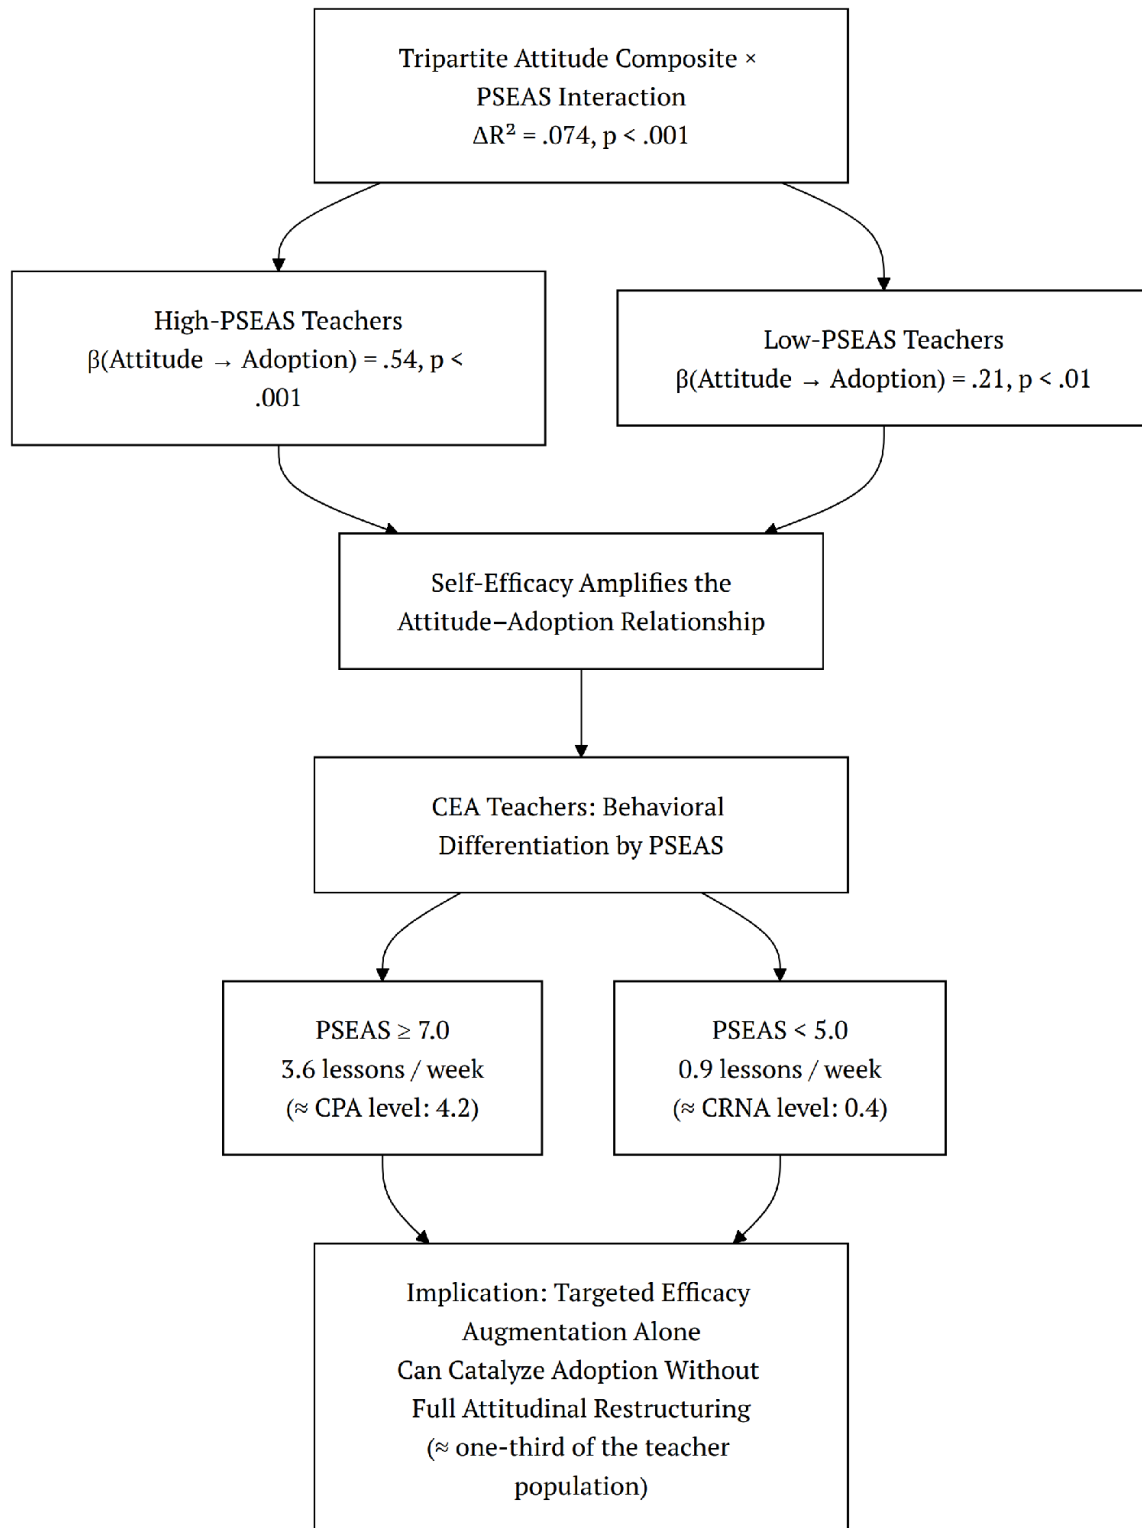 Tripartite Attitude Composite ×
PSEAS Interaction
ΔR² = .074, p < .001
High-PSEAS Teachers
β(Attitude → Adoption) = .54, p <
.001
Low-PSEAS Teachers
β(Attitude → Adoption) = .21, p < .01
Self-Efficacy Amplifies the
Attitude–Adoption Relationship
CEA Teachers: Behavioral
Differentiation by PSEAS
PSEAS ≥ 7.0
3.6 lessons / week
(≈ CPA level: 4.2)
PSEAS < 5.0
0.9 lessons / week
(≈ CRNA level: 0.4)
Implication: Targeted Efficacy
Augmentation Alone
Can Catalyze Adoption Without
Full Attitudinal Restructuring
(≈ one-third of the teacher
population)